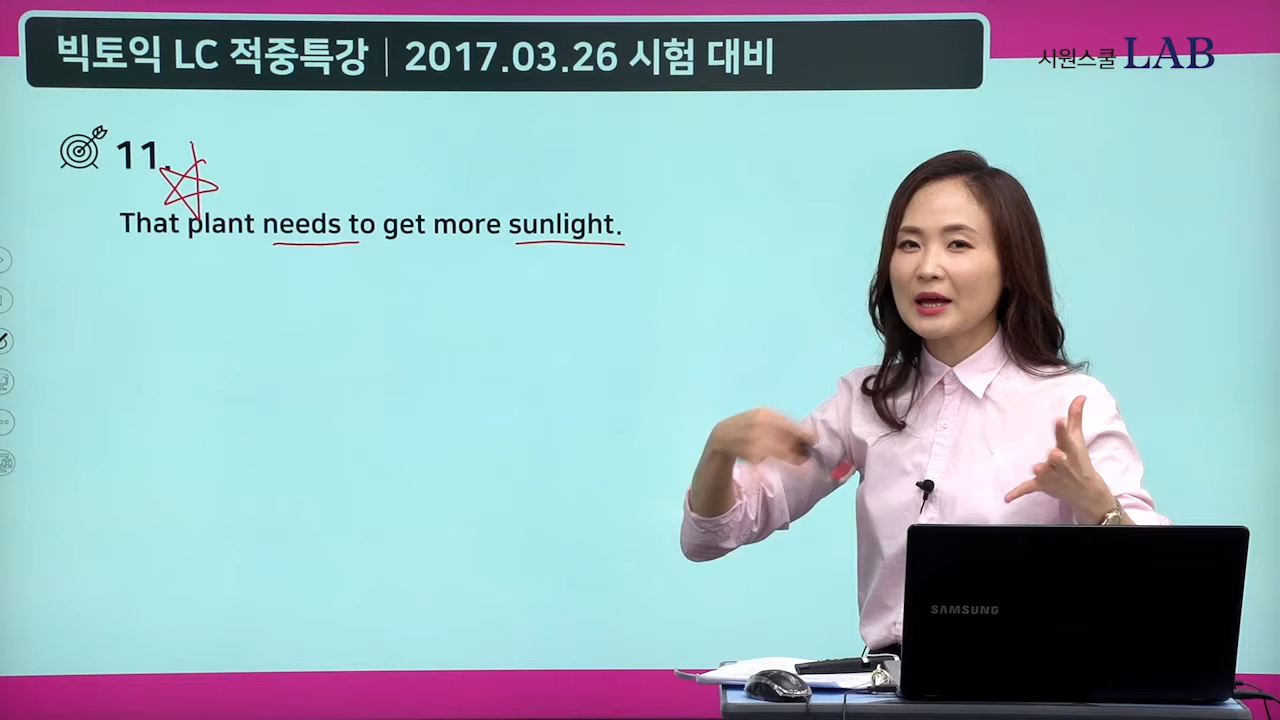 빅토익 LC 적중특강 | 2017.03.26 시험 대비
시원스쿨 LAB
11.
That plant needs to get more sunlight.
SAMSUNG